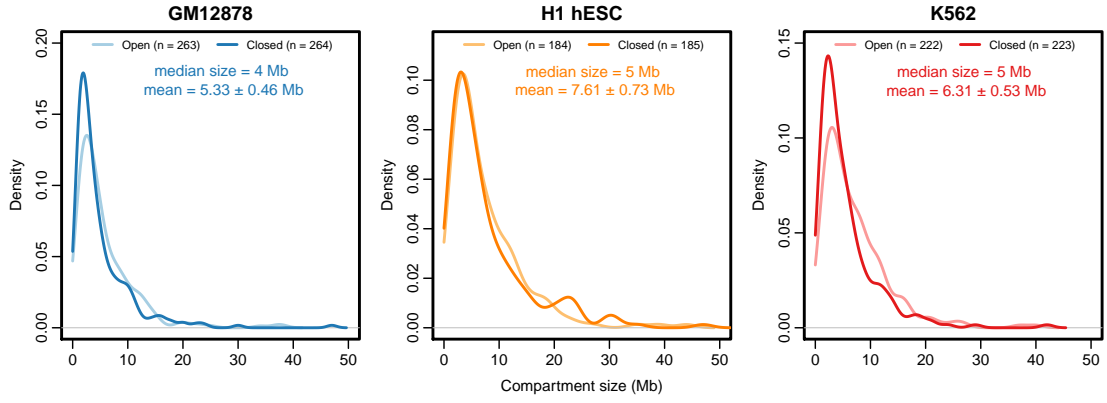 GM12878
Open (n = 263) Closed (n = 264)
median size = 4 Mb
mean = 5.33 ± 0.46 Mb
Density
0.00 0.05 0.10 0.15 0.20
0 10 20 30 40 50
H1 hESC
Open (n = 184) Closed (n = 185)
median size = 5 Mb
mean = 7.61 ± 0.73 Mb
Density
0.00 0.02 0.04 0.06 0.08 0.10
0 10 20 30 40 50
Compartment size (Mb)
K562
Open (n = 222) Closed (n = 223)
median size = 5 Mb
mean = 6.31 ± 0.53 Mb
Density
0.00 0.05 0.10 0.15
0 10 20 30 40 50